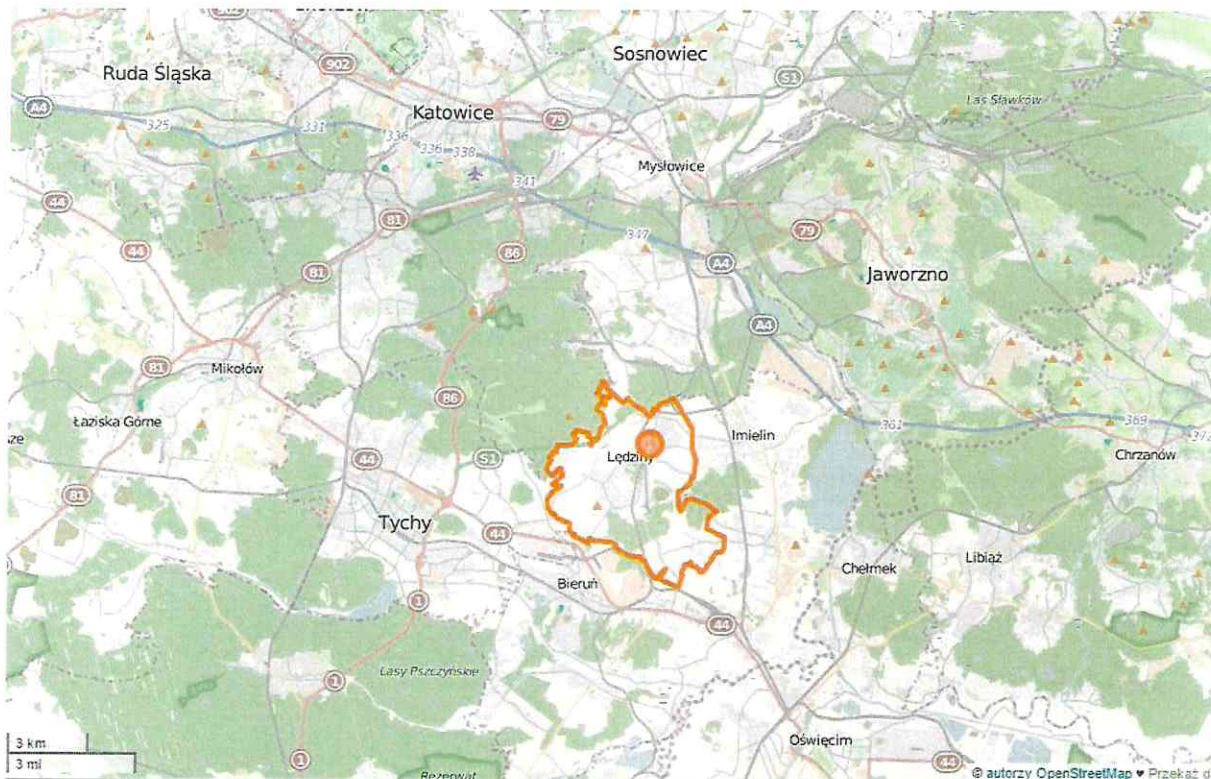 902
Sosnowiec
S1
Ruda Śląska
A4
Las Sławków
325
331
Katowice
79
336
336
338
341
Mysłowice
44
81
347
79
86
44
A4
81
Jaworzno
A4
81
Mikołów
86
Łaziska Górne
361
369
372
Imielin
Lędziny
Chrzanów
44
S1
81
Tychy
44
Bieruń
Chełmek
Libiąż
1
44
Lasy Pszczyńskie
1
3 km
3 mi
1
Oświęcim
44
Rezerwat
© autorzy OpenStreetMap ♥ Przekaż d